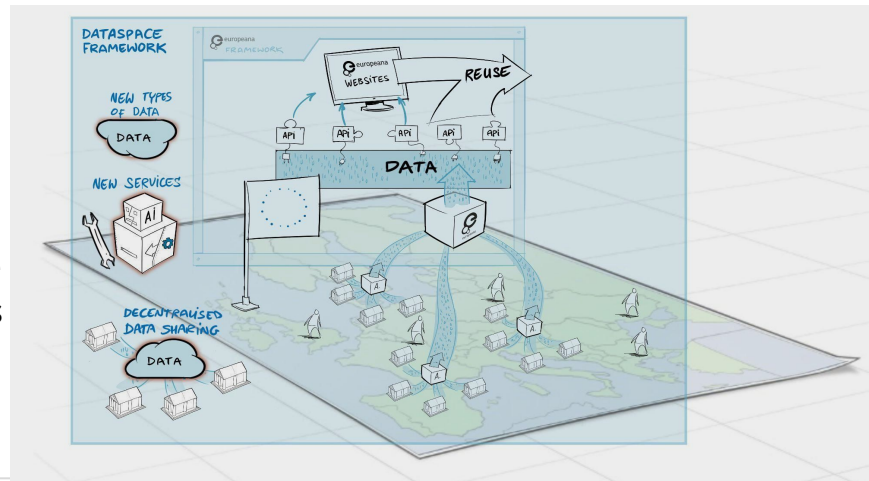 DATASPACE
FRAMEWORK
europeana
FRAMEWORK
europeana
WEBSITES
REUSE
NEW TYPES
OF DATA
DATA
API
API
API
API
API
DATA
NEW SERVICES
AI
DECENTRALISED
DATA SHARING
DATA
A
A
A
S